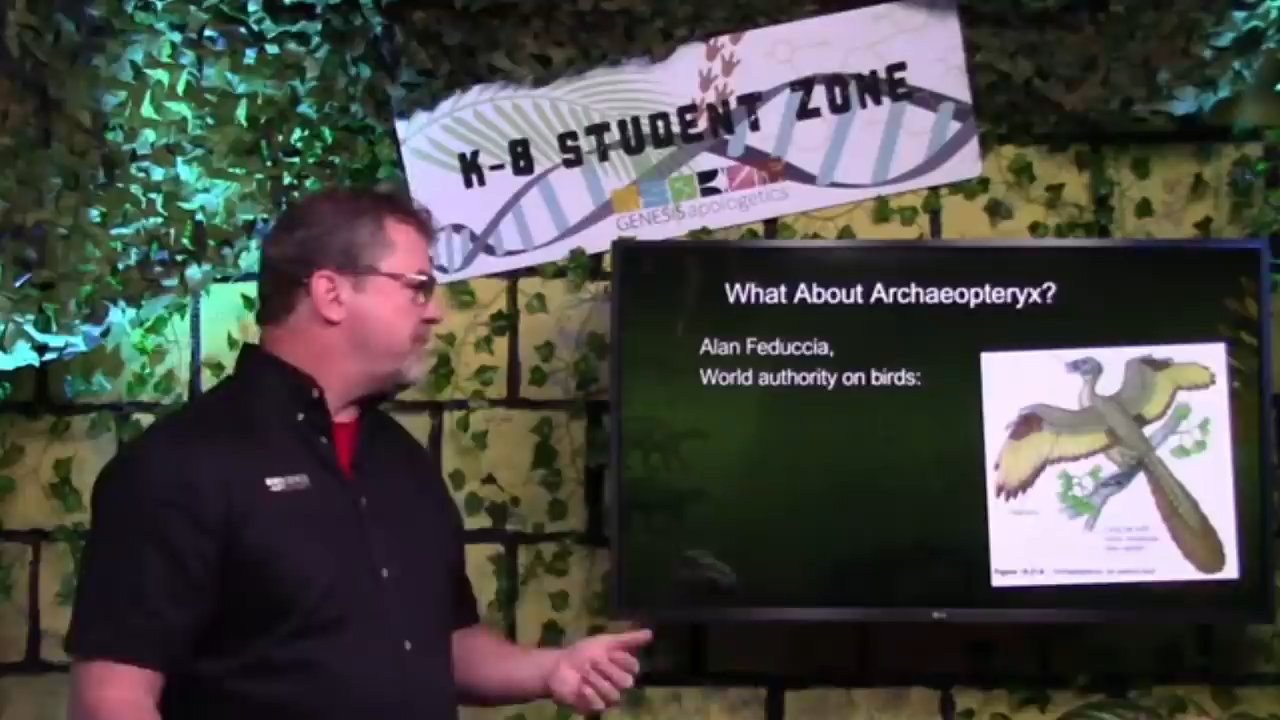 K-8 STUDENT ZONE
GENESIS apologetics
What About Archaeopteryx?
Alan Feduccia,
World authority on birds: